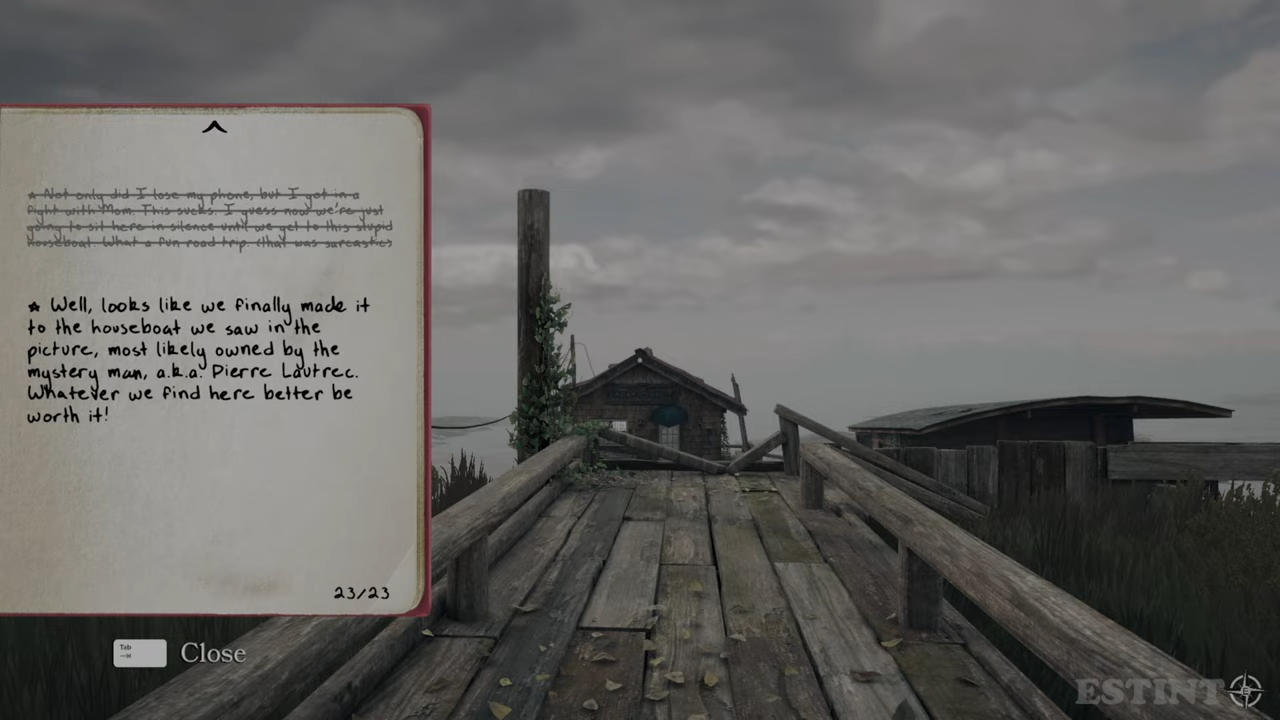 ★ Not only did I lose my phone, but I got in a
fight with Mom. This sucks. I guess now we're just
going to sit here in silence until we get to this stupid
houseboat. What a fun road trip. (that was sarcastic)
★ Well, looks like we finally made it
to the houseboat we saw in the
picture, most likely owned by the
mystery man, a.k.a. Pierre Lautrec.
Whatever we find here better be
worth it!
23/23
Tab
Close
ESTINT